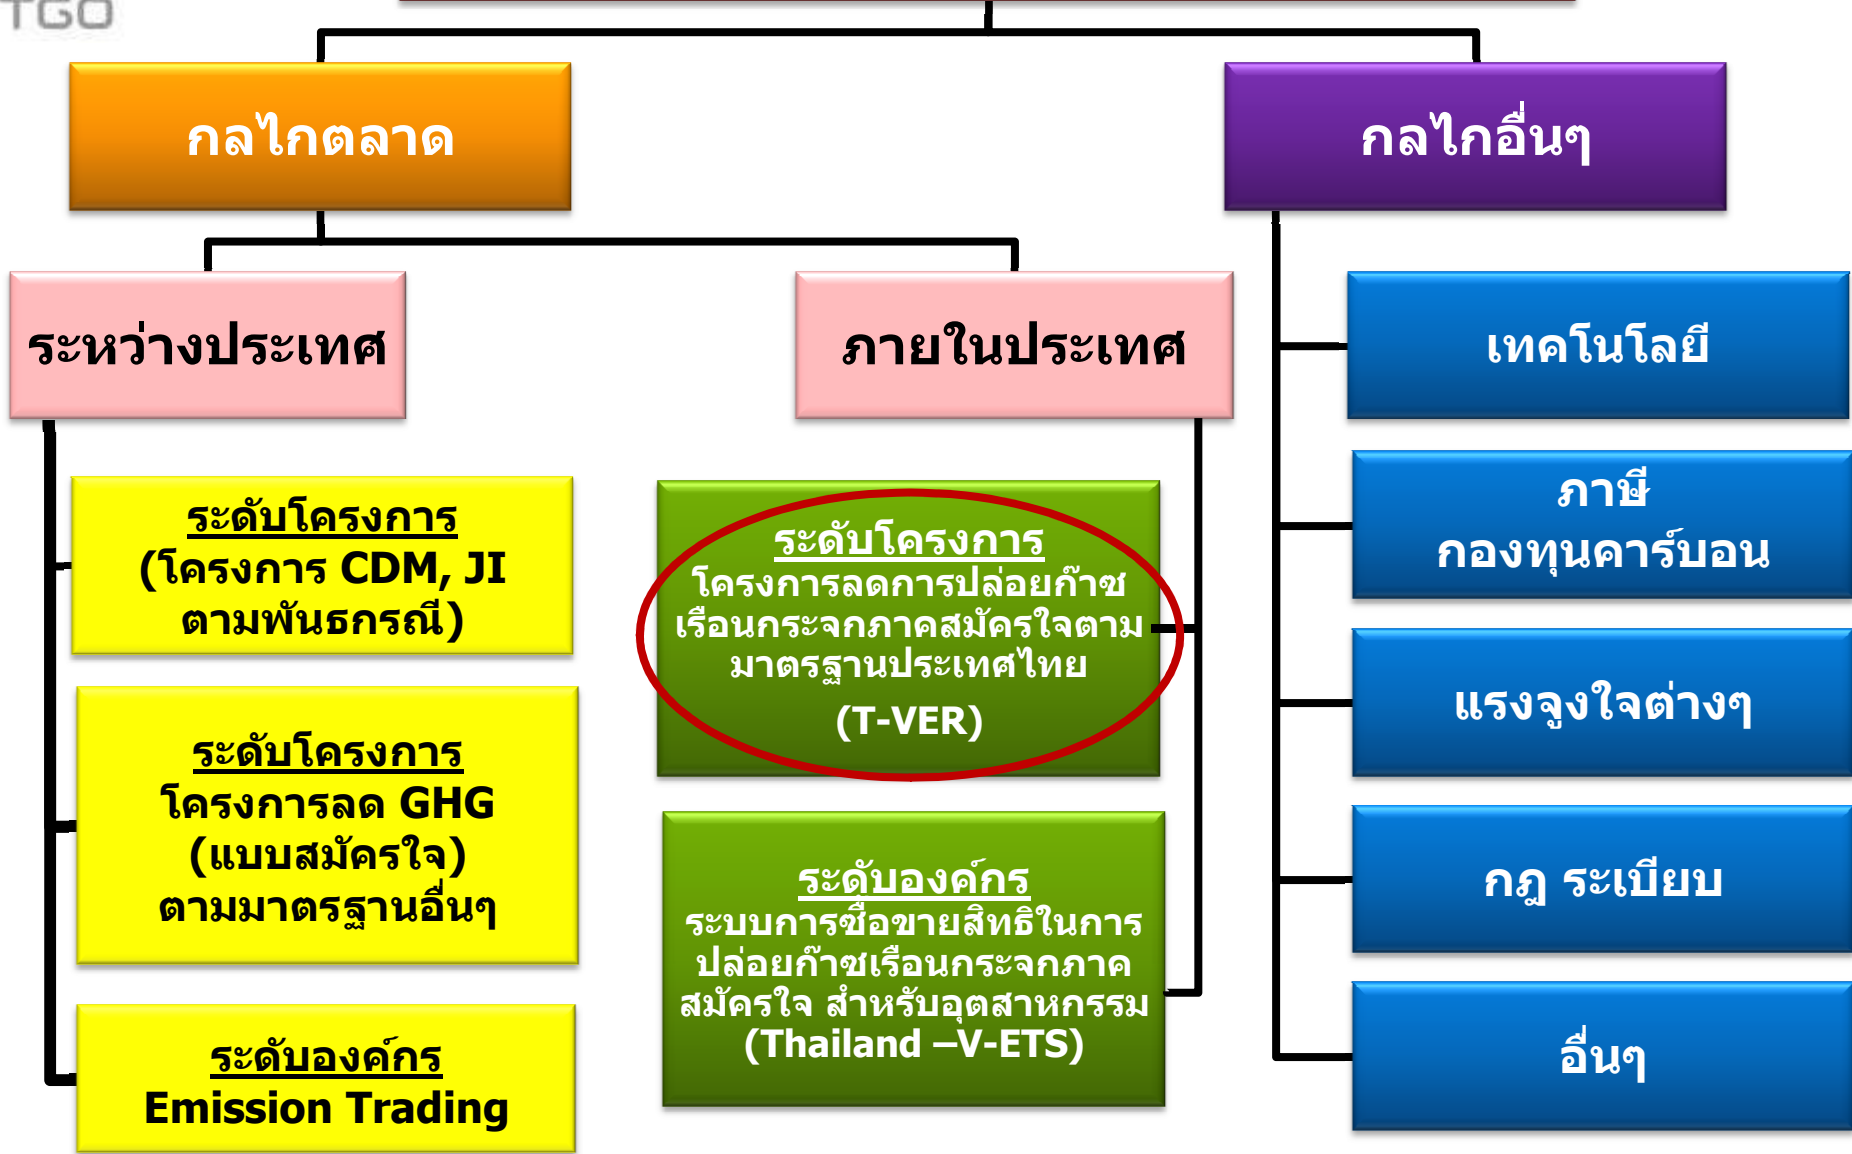 TGO
กลไกตลาด
กลไกอื่นๆ
ระหว่างประเทศ
ภายในประเทศ
ระดับโครงการ
(โครงการ CDM, JI
ตามพันธกรณี)
ระดับโครงการ
โครงการลด GHG
(แบบสมัครใจ)
ตามมาตรฐานอื่นๆ
ระดับองค์กร
Emission Trading
ระดับโครงการ
โครงการลดการปล่อยก๊าซ
เรือนกระจกภาคสมัครใจตาม
มาตรฐานประเทศไทย
(T-VER)
ระดับองค์กร
ระบบการซื้อขายสิทธิในการ
ปล่อยก๊าซเรือนกระจกภาค
สมัครใจ สำหรับอุตสาหกรรม
(Thailand –V-ETS)
เทคโนโลยี
ภาษี
กองทุนคาร์บอน
แรงจูงใจต่างๆ
กฎ ระเบียบ
อื่นๆ